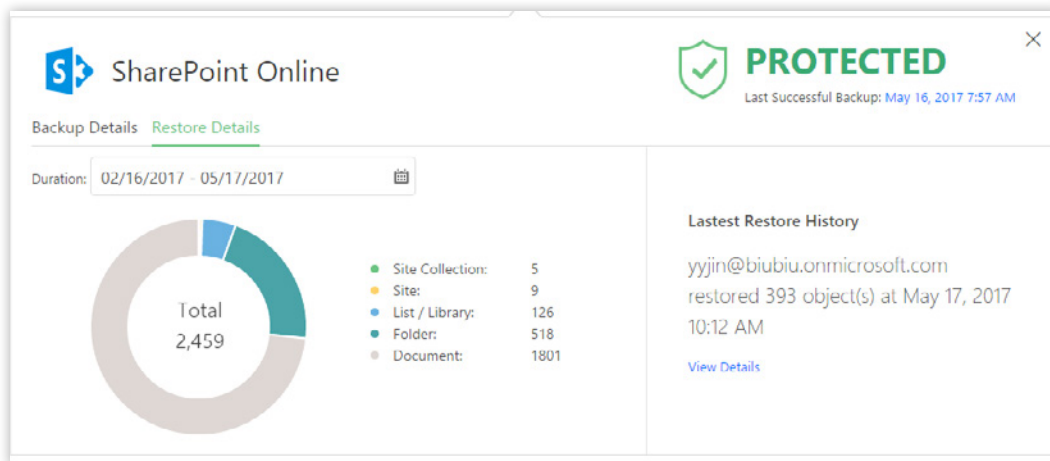 SharePoint Online
PROTECTED
Last Successful Backup: May 16, 2017 7:57 AM
Backup Details Restore Details
Duration: 02/16/2017 - 05/17/2017
Total
2,459
Site Collection: 5
Site: 9
List / Library: 126
Folder: 518
Document: 1801
Lastest Restore History
yyjin@biubiu.onmicrosoft.com
restored 393 object(s) at May 17, 2017
10:12 AM
View Details